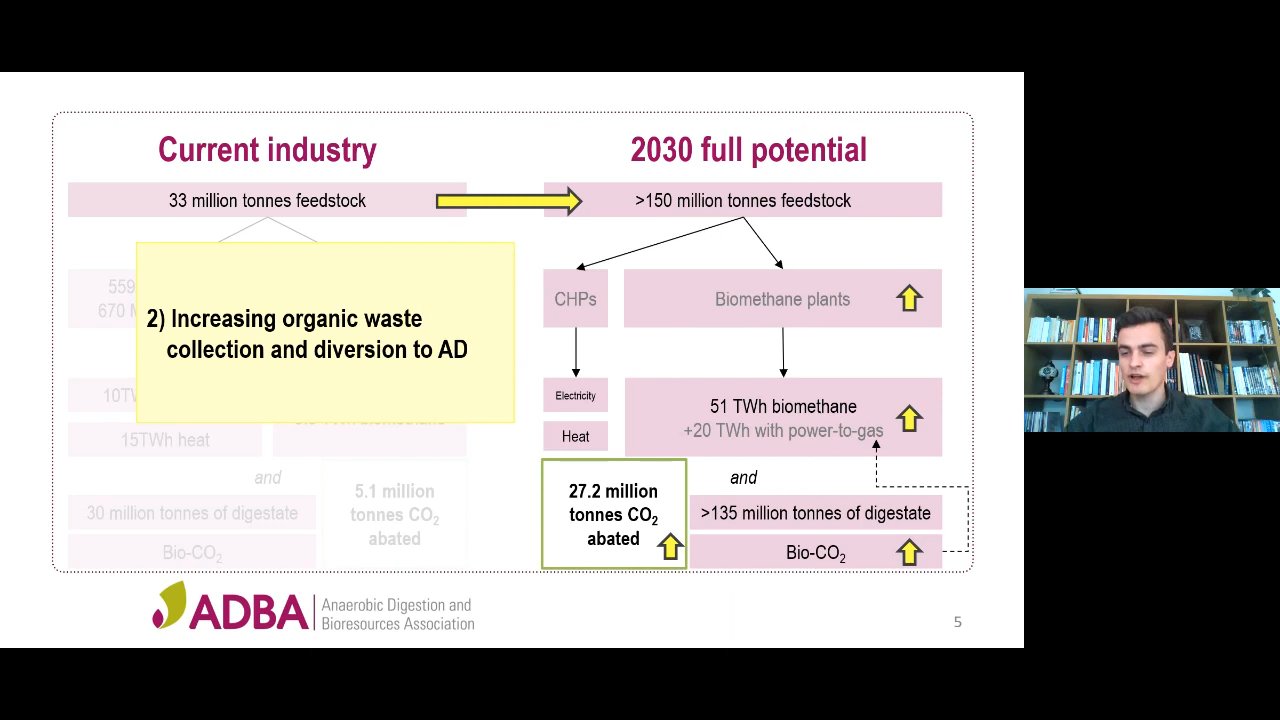 Current industry
2030 full potential
33 million tonnes feedstock
>150 million tonnes feedstock
559
670
CHPs
Biomethane plants
2) Increasing organic waste
collection and diversion to AD
10TW
15TWh heat
Electricity
Heat
51 TWh biomethane
+20 TWh with power-to-gas
and
5.1 million
tonnes CO₂
abated
30 million tonnes of digestate
Bio-CO₂
27.2 million
tonnes CO₂
abated
and
>135 million tonnes of digestate
Bio-CO₂
ADBA
Anaerobic Digestion and
Bioresources Association
5